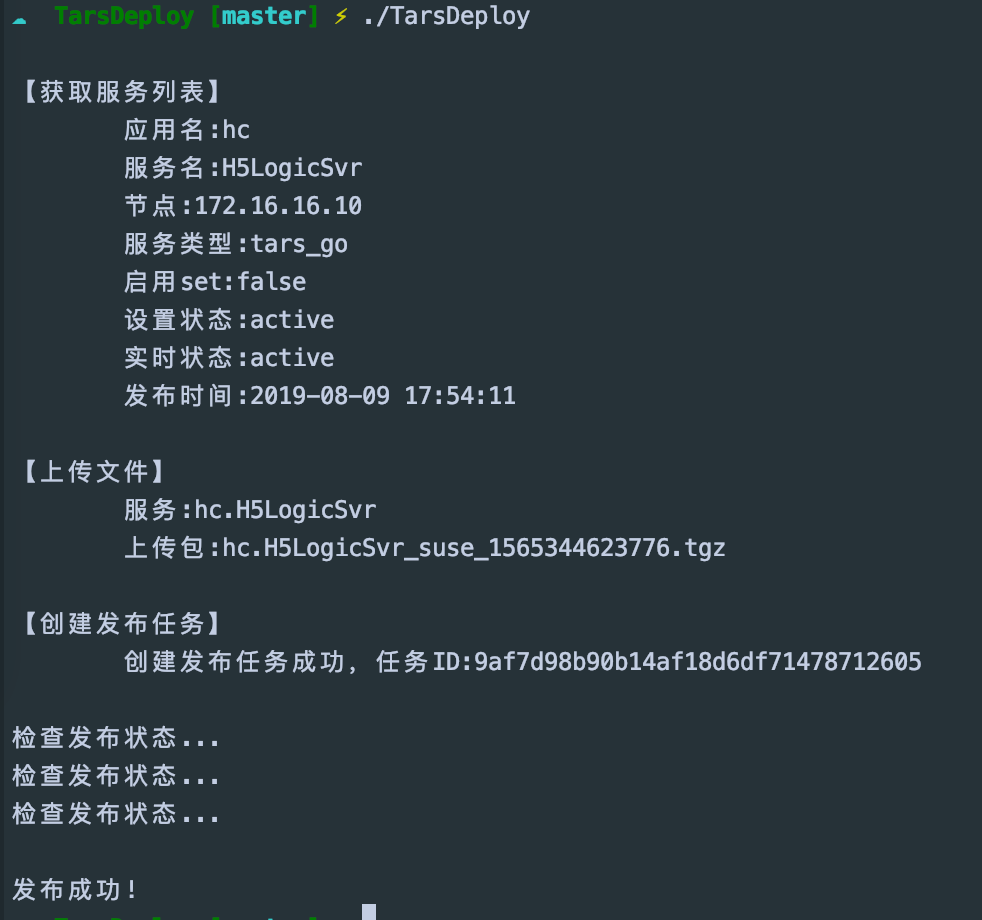 TarsDeploy [master] ⚡ ./TarsDeploy
【获取服务列表】
应用名:hc
服务名:H5LogicSvr
节点:172.16.16.10
服务类型:tars_go
启用set:false
设置状态:active
实时状态:active
发布时间:2019-08-09 17:54:11
【上传文件】
服务:hc.H5LogicSvr
上传包:hc.H5LogicSvr_suse_1565344623776.tgz
【创建发布任务】
创建发布任务成功, 任务ID:9af7d98b90b14af18d6df71478712605
检查发布状态...
检查发布状态...
检查发布状态...
发布成功!